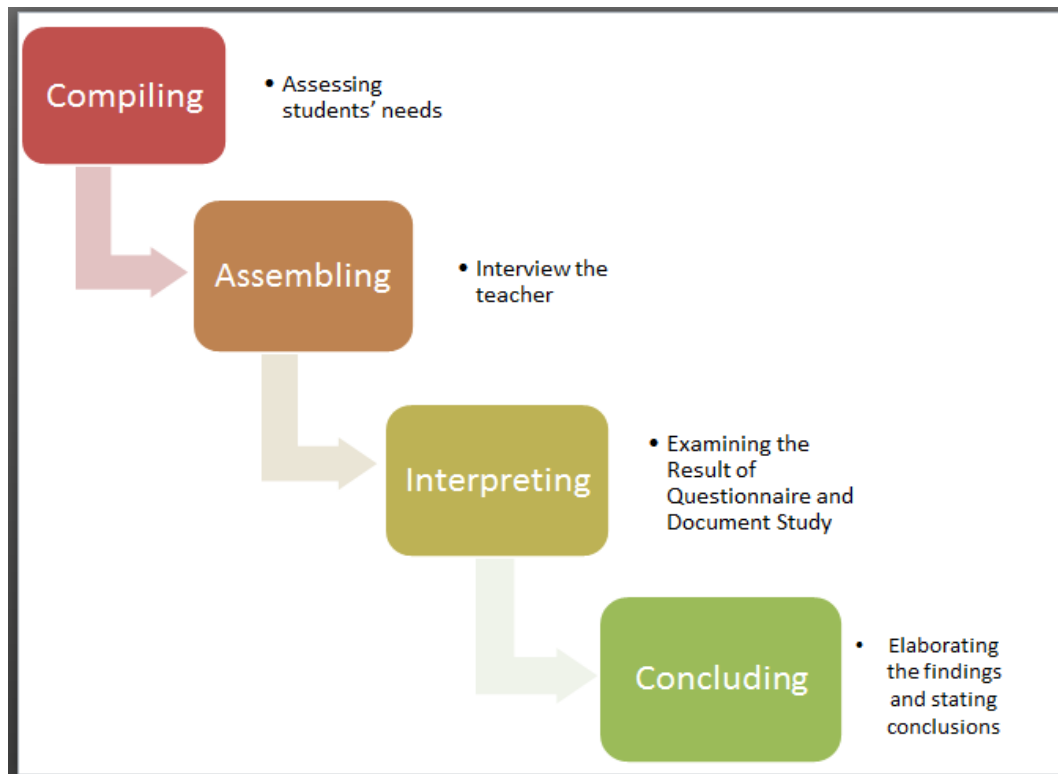 Compiling
• Assessing
students’ needs
Assembling
• Interview the
teacher
Interpreting
• Examining the
Result of
Questionnaire and
Document Study
Concluding
• Elaborating
the findings
and stating
conclusions